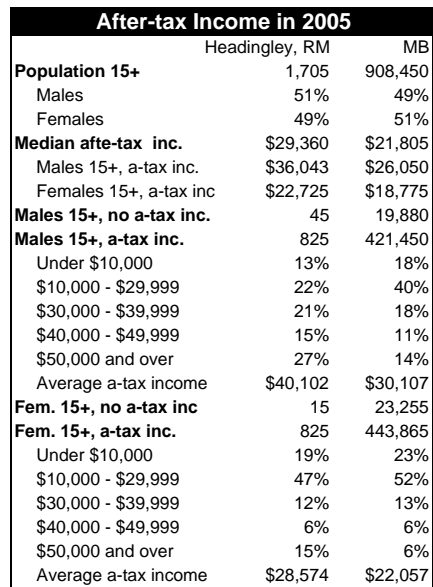 After-tax Income in 2005
Headingley, RM MB
Population 15+ 1,705 908,450
Males 51% 49%
Females 49% 51%
Median afte-tax inc. $29,360 $21,805
Males 15+, a-tax inc. $36,043 $26,050
Females 15+, a-tax inc $22,725 $18,775
Males 15+, no a-tax inc. 45 19,880
Males 15+, a-tax inc. 825 421,450
Under $10,000 13% 18%
$10,000 - $29,999 22% 40%
$30,000 - $39,999 21% 18%
$40,000 - $49,999 15% 11%
$50,000 and over 27% 14%
Average a-tax income $40,102 $30,107
Fem. 15+, no a-tax inc 15 23,255
Fem. 15+, a-tax inc. 825 443,865
Under $10,000 19% 23%
$10,000 - $29,999 47% 52%
$30,000 - $39,999 12% 13%
$40,000 - $49,999 6% 6%
$50,000 and over 15% 6%
Average a-tax income $28,574 $22,057